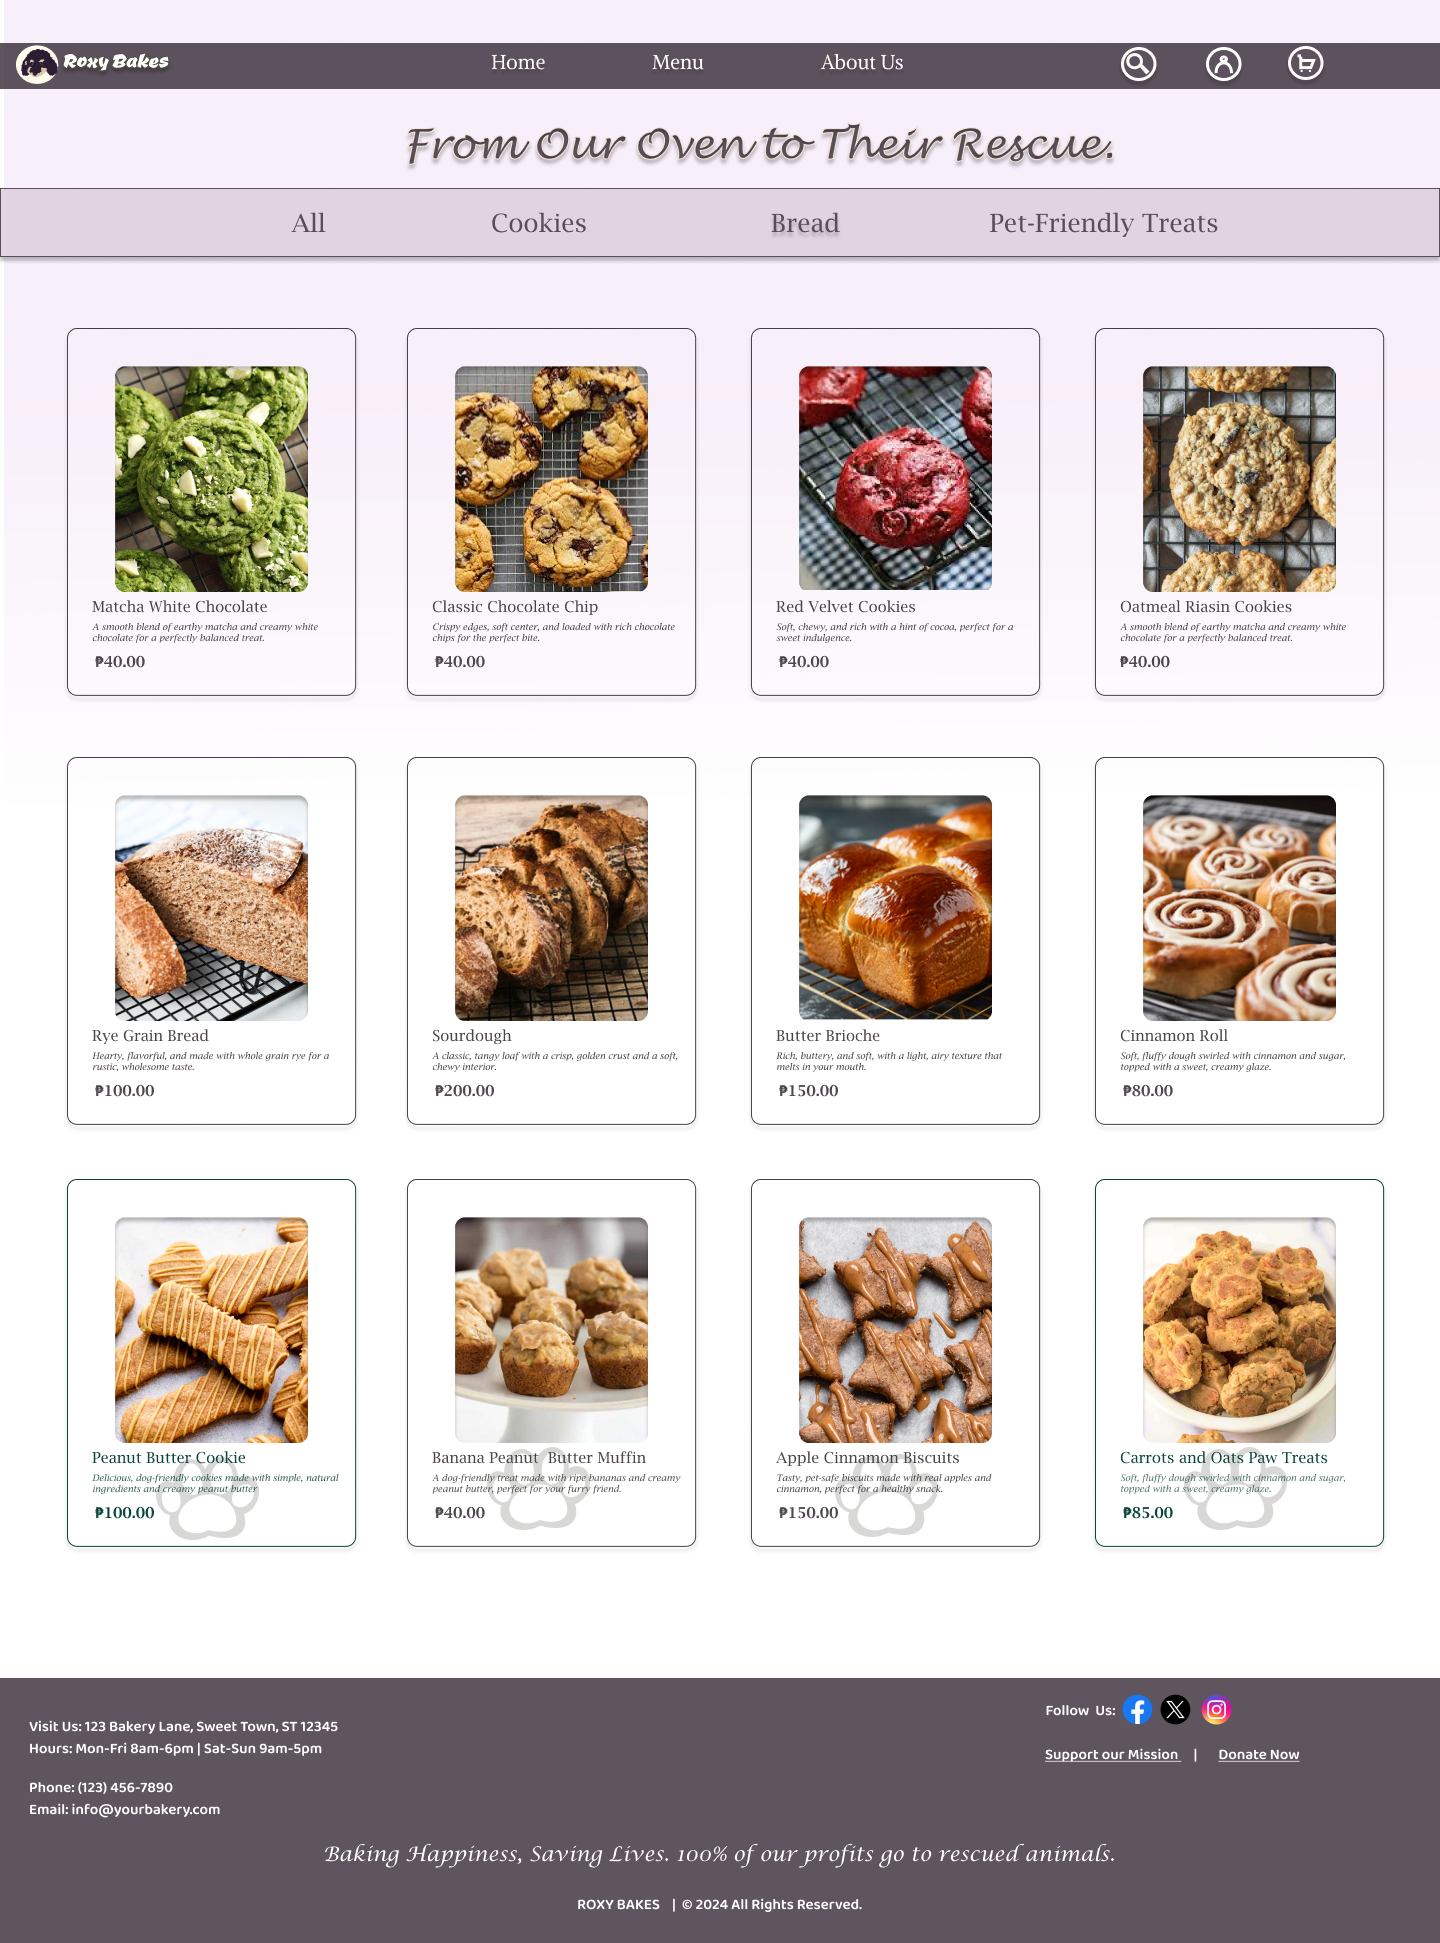 Roxy Bakes
Home
Menu
About Us
From Our Oven to Their Rescue.
All
Cookies
Bread
Pet-Friendly Treats
Matcha White Chocolate
A smooth blend of earthy matcha and creamy white
chocolate for a perfectly balanced treat.
₱40.00
Classic Chocolate Chip
Crispy edges, soft center, and loaded with rich chocolate
chips for the perfect bite.
₱40.00
Red Velvet Cookies
Soft, chewy, and rich with a hint of cocoa, perfect for a
sweet indulgence.
₱40.00
Oatmeal Riasin Cookies
A smooth blend of earthy matcha and creamy white
chocolate for a perfectly balanced treat.
₱40.00
Rye Grain Bread
Hearty, flavorful, and made with whole grain rye for a
rustic, wholesome taste.
₱100.00
Sourdough
A classic, tangy loaf with a crisp, golden crust and a soft,
chewy interior.
₱200.00
Butter Brioche
Rich, buttery, and soft, with a light, airy texture that
melts in your mouth.
₱150.00
Cinnamon Roll
Soft, fluffy dough swirled with cinnamon and sugar,
topped with a sweet, creamy glaze.
₱80.00
Peanut Butter Cookie
Delicious, dog-friendly cookies made with simple, natural
ingredients and creamy peanut butter
₱100.00
Banana Peanut Butter Muffin
A dog-friendly treat made with ripe bananas and creamy
peanut butter, perfect for your furry friend.
₱40.00
Apple Cinnamon Biscuits
Tasty, pet-safe biscuits made with real apples and
cinnamon, perfect for a healthy snack.
₱150.00
Carrots and Oats Paw Treats
Soft, fluffy dough swirled with cinnamon and sugar,
topped with a sweet, creamy glaze.
₱85.00
Visit Us: 123 Bakery Lane, Sweet Town, ST 12345
Hours: Mon-Fri 8am-6pm | Sat-Sun 9am-5pm
Phone: (123) 456-7890
Email: info@yourbakery.com
Follow Us:
Support our Mission | Donate Now
Baking Happiness, Saving Lives. 100% of our profits go to rescued animals.
ROXY BAKES | © 2024 All Rights Reserved.